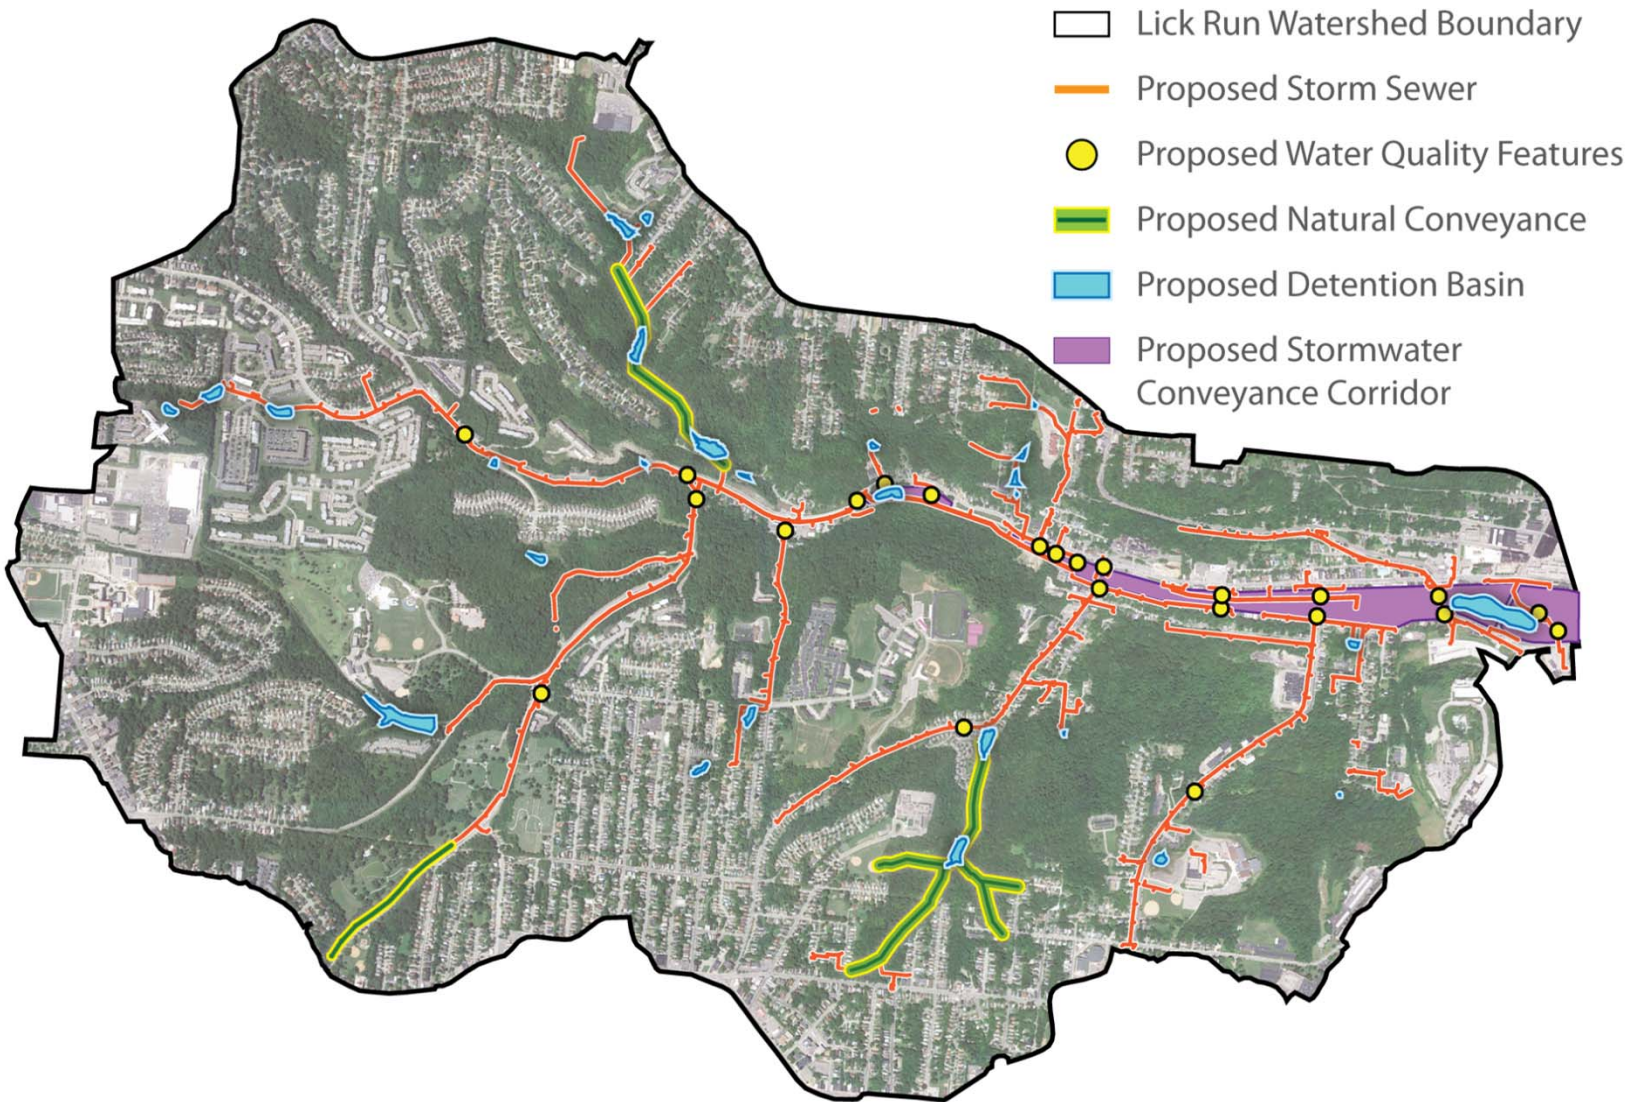 Lick Run Watershed Boundary
Proposed Storm Sewer
Proposed Water Quality Features
Proposed Natural Conveyance
Proposed Detention Basin
Proposed Stormwater
Conveyance Corridor